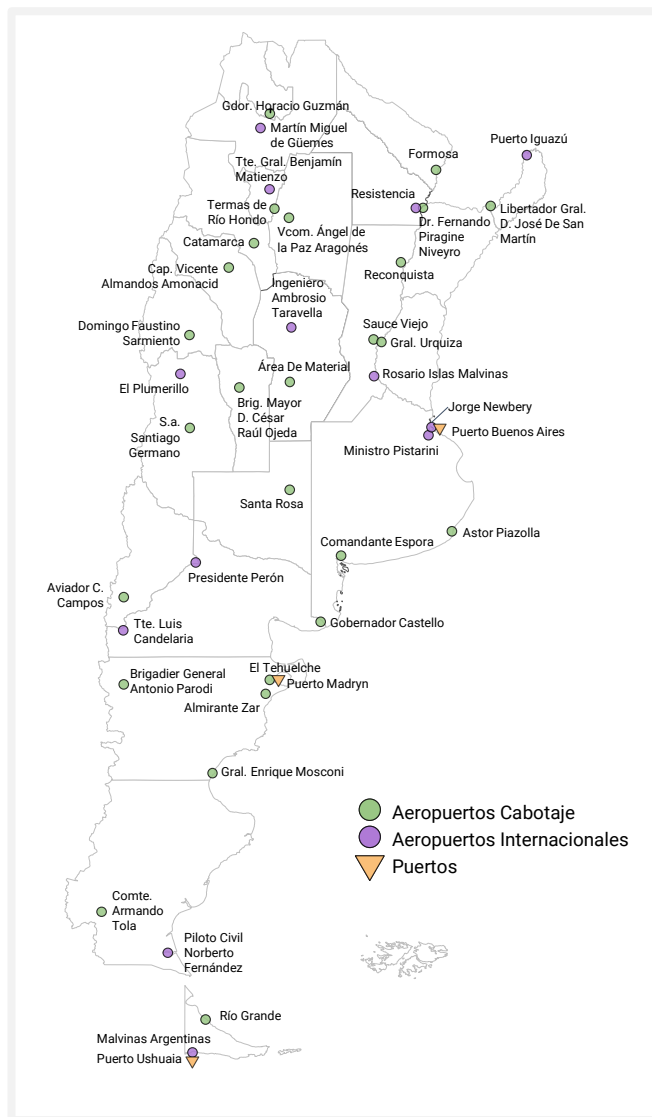 Gdor. Horacio Guzmán
Martín Miguel
de Güemes
Puerto Iguazú
Formosa
Tte. Gral. Benjamín
Matienzo
Resistencia
Termas de
Río Hondo
Libertador Gral.
D. José De San
Martín
Dr. Fernando
Piragine
Niveyro
Vcom. Ángel de
la Paz Aragonés
Catamarca
Cap. Vicente
Almandos Amonacid
Reconquista
Ingeniero
Ambrosio
Taravella
Domingo Faustino
Sarmiento
Sauce Viejo
Gral. Urquiza
Área De Material
Rosario Islas Malvinas
El Plumerillo
Brig. Mayor
D. César
Raúl Ojeda
Jorge Newbery
S.a.
Santiago
Germano
Puerto Buenos Aires
Ministro Pistarini
Santa Rosa
Astor Piazolla
Comandante Espora
Presidente Perón
Aviador C.
Campos
Tte. Luis
Candelaria
Gobernador Castello
El Tehuelche
Brigadier General
Antonio Parodi
Puerto Madryn
Almirante Zar
Gral. Enrique Mosconi
Aeropuertos Cabotaje
Aeropuertos Internacionales
Puertos
Comte.
Armando
Tola
Piloto Civil
Norberto
Fernández
Río Grande
Malvinas Argentinas
Puerto Ushuaia